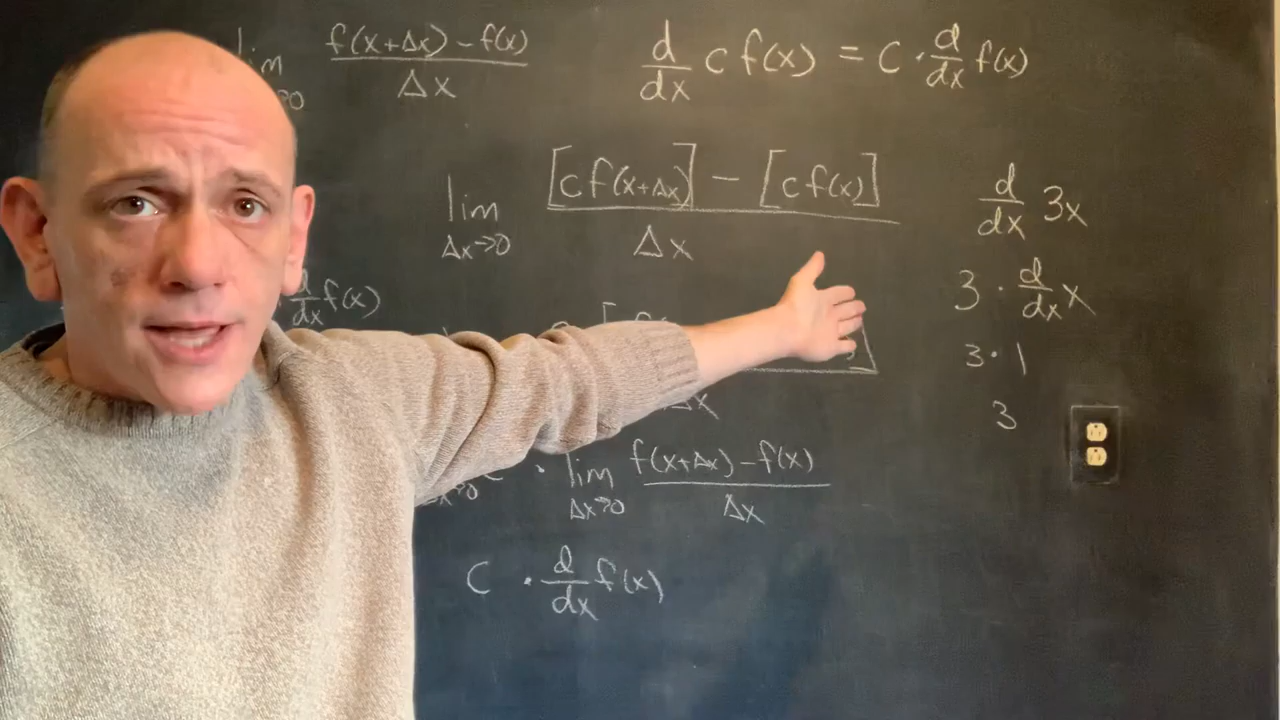 lim f(x+Δx) - f(x)
Δx
d/dx c f(x) = c · d/dx f(x)
lim [c f(x+Δx)] - [c f(x)]
Δx→0 Δx
d/dx f(x)
Δx
lim f(x+Δx) - f(x)
Δx→0 Δx
c · d/dx f(x)
d/dx 3x
3 · d/dx x
3 · 1
3